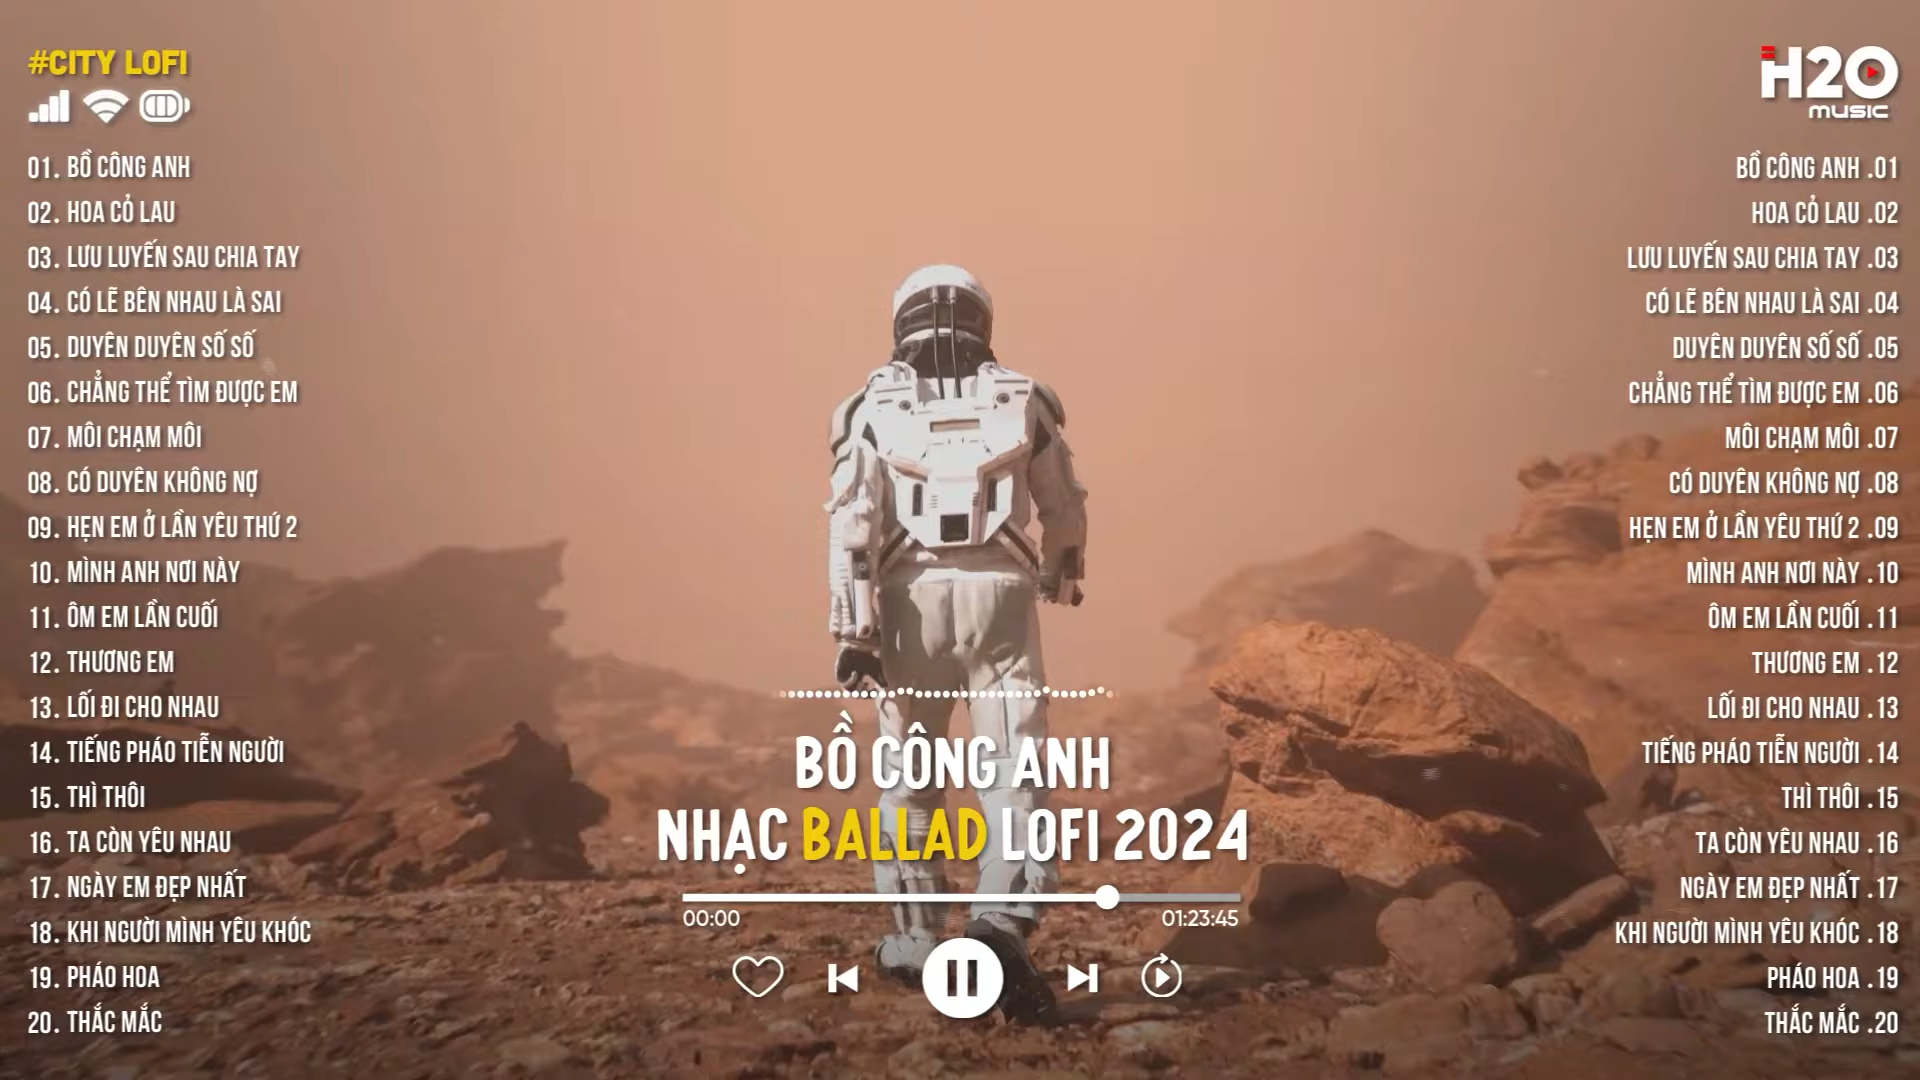 #CITY LOFI
01. BỒ CÔNG ANH
02. HOA CỎ LAU
03. LƯU LUYẾN SAU CHIA TAY
04. CÓ LẼ BÊN NHAU LÀ SAI
05. DUYÊN DUYÊN SỐ SỐ
06. CHẲNG THỂ TÌM ĐƯỢC EM
07. MÔI CHẠM MÔI
08. CÓ DUYÊN KHÔNG NỢ
09. HẸN EM Ở LẦN YÊU THỨ 2
10. MÌNH ANH NƠI NÀY
11. ÔM EM LẦN CUỐI
12. THƯƠNG EM
13. LỐI ĐI CHO NHAU
14. TIẾNG PHÁO TIỄN NGƯỜI
15. THÌ THÔI
16. TA CÒN YÊU NHAU
17. NGÀY EM ĐẸP NHẤT
18. KHI NGƯỜI MÌNH YÊU KHÓC
19. PHÁO HOA
20. THẮC MẮC
BỒ CÔNG ANH
NHẠC BALLAD LOFI 2024
00:00 01:23:45
H2O
MUSIC
BỒ CÔNG ANH .01
HOA CỎ LAU .02
LƯU LUYẾN SAU CHIA TAY .03
CÓ LẼ BÊN NHAU LÀ SAI .04
DUYÊN DUYÊN SỐ SỐ .05
CHẲNG THỂ TÌM ĐƯỢC EM .06
MÔI CHẠM MÔI .07
CÓ DUYÊN KHÔNG NỢ .08
HẸN EM Ở LẦN YÊU THỨ 2 .09
MÌNH ANH NƠI NÀY .10
ÔM EM LẦN CUỐI .11
THƯƠNG EM .12
LỐI ĐI CHO NHAU .13
TIẾNG PHÁO TIỄN NGƯỜI .14
THÌ THÔI .15
TA CÒN YÊU NHAU .16
NGÀY EM ĐẸP NHẤT .17
KHI NGƯỜI MÌNH YÊU KHÓC .18
PHÁO HOA .19
THẮC MẮC .20